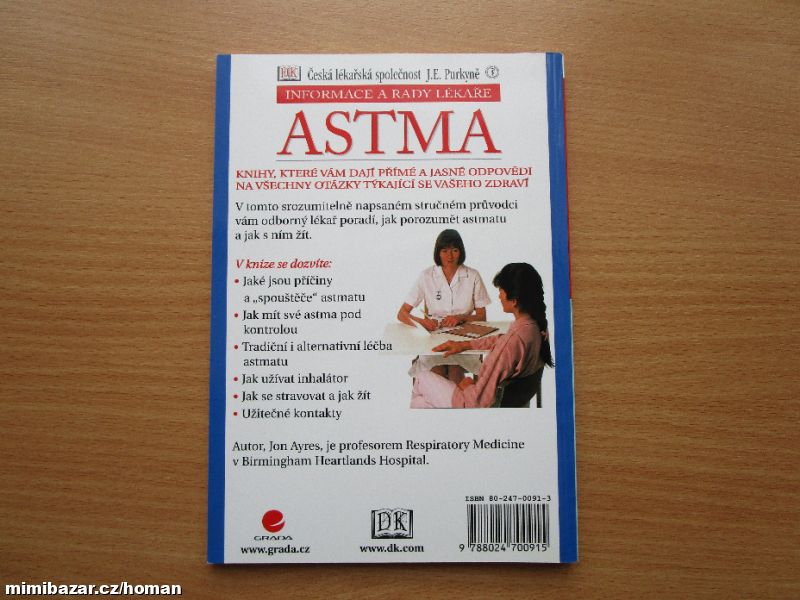 DK Česká lékařská společnost J.E. Purkyně
INFORMACE A RADY LÉKAŘE
ASTMA
KNIHY, KTERÉ VÁM DAJÍ PŘÍMÉ A JASNÉ ODPOVĚDI
NA VŠECHNY OTÁZKY TÝKAJÍCÍ SE VAŠEHO ZDRAVÍ
V tomto srozumitelně napsaném stručném průvodci
vám odborný lékař poradí, jak porozumět astmatu
a jak s ním žít.
V knize se dozvíte:
• Jaké jsou příčiny
a „spouštěče“ astmatu
• Jak mít své astma pod
kontrolou
• Tradiční i alternativní léčba
astmatu
• Jak užívat inhalátor
• Jak se stravovat a jak žít
• Užitečné kontakty
Autor, Jon Ayres, je profesorem Respiratory Medicine
v Birmingham Heartlands Hospital.
ISBN 80-247-0091-3
GRADA
www.grada.cz
DK
www.dk.com
9 788024 700915
mimibazar.cz/homan